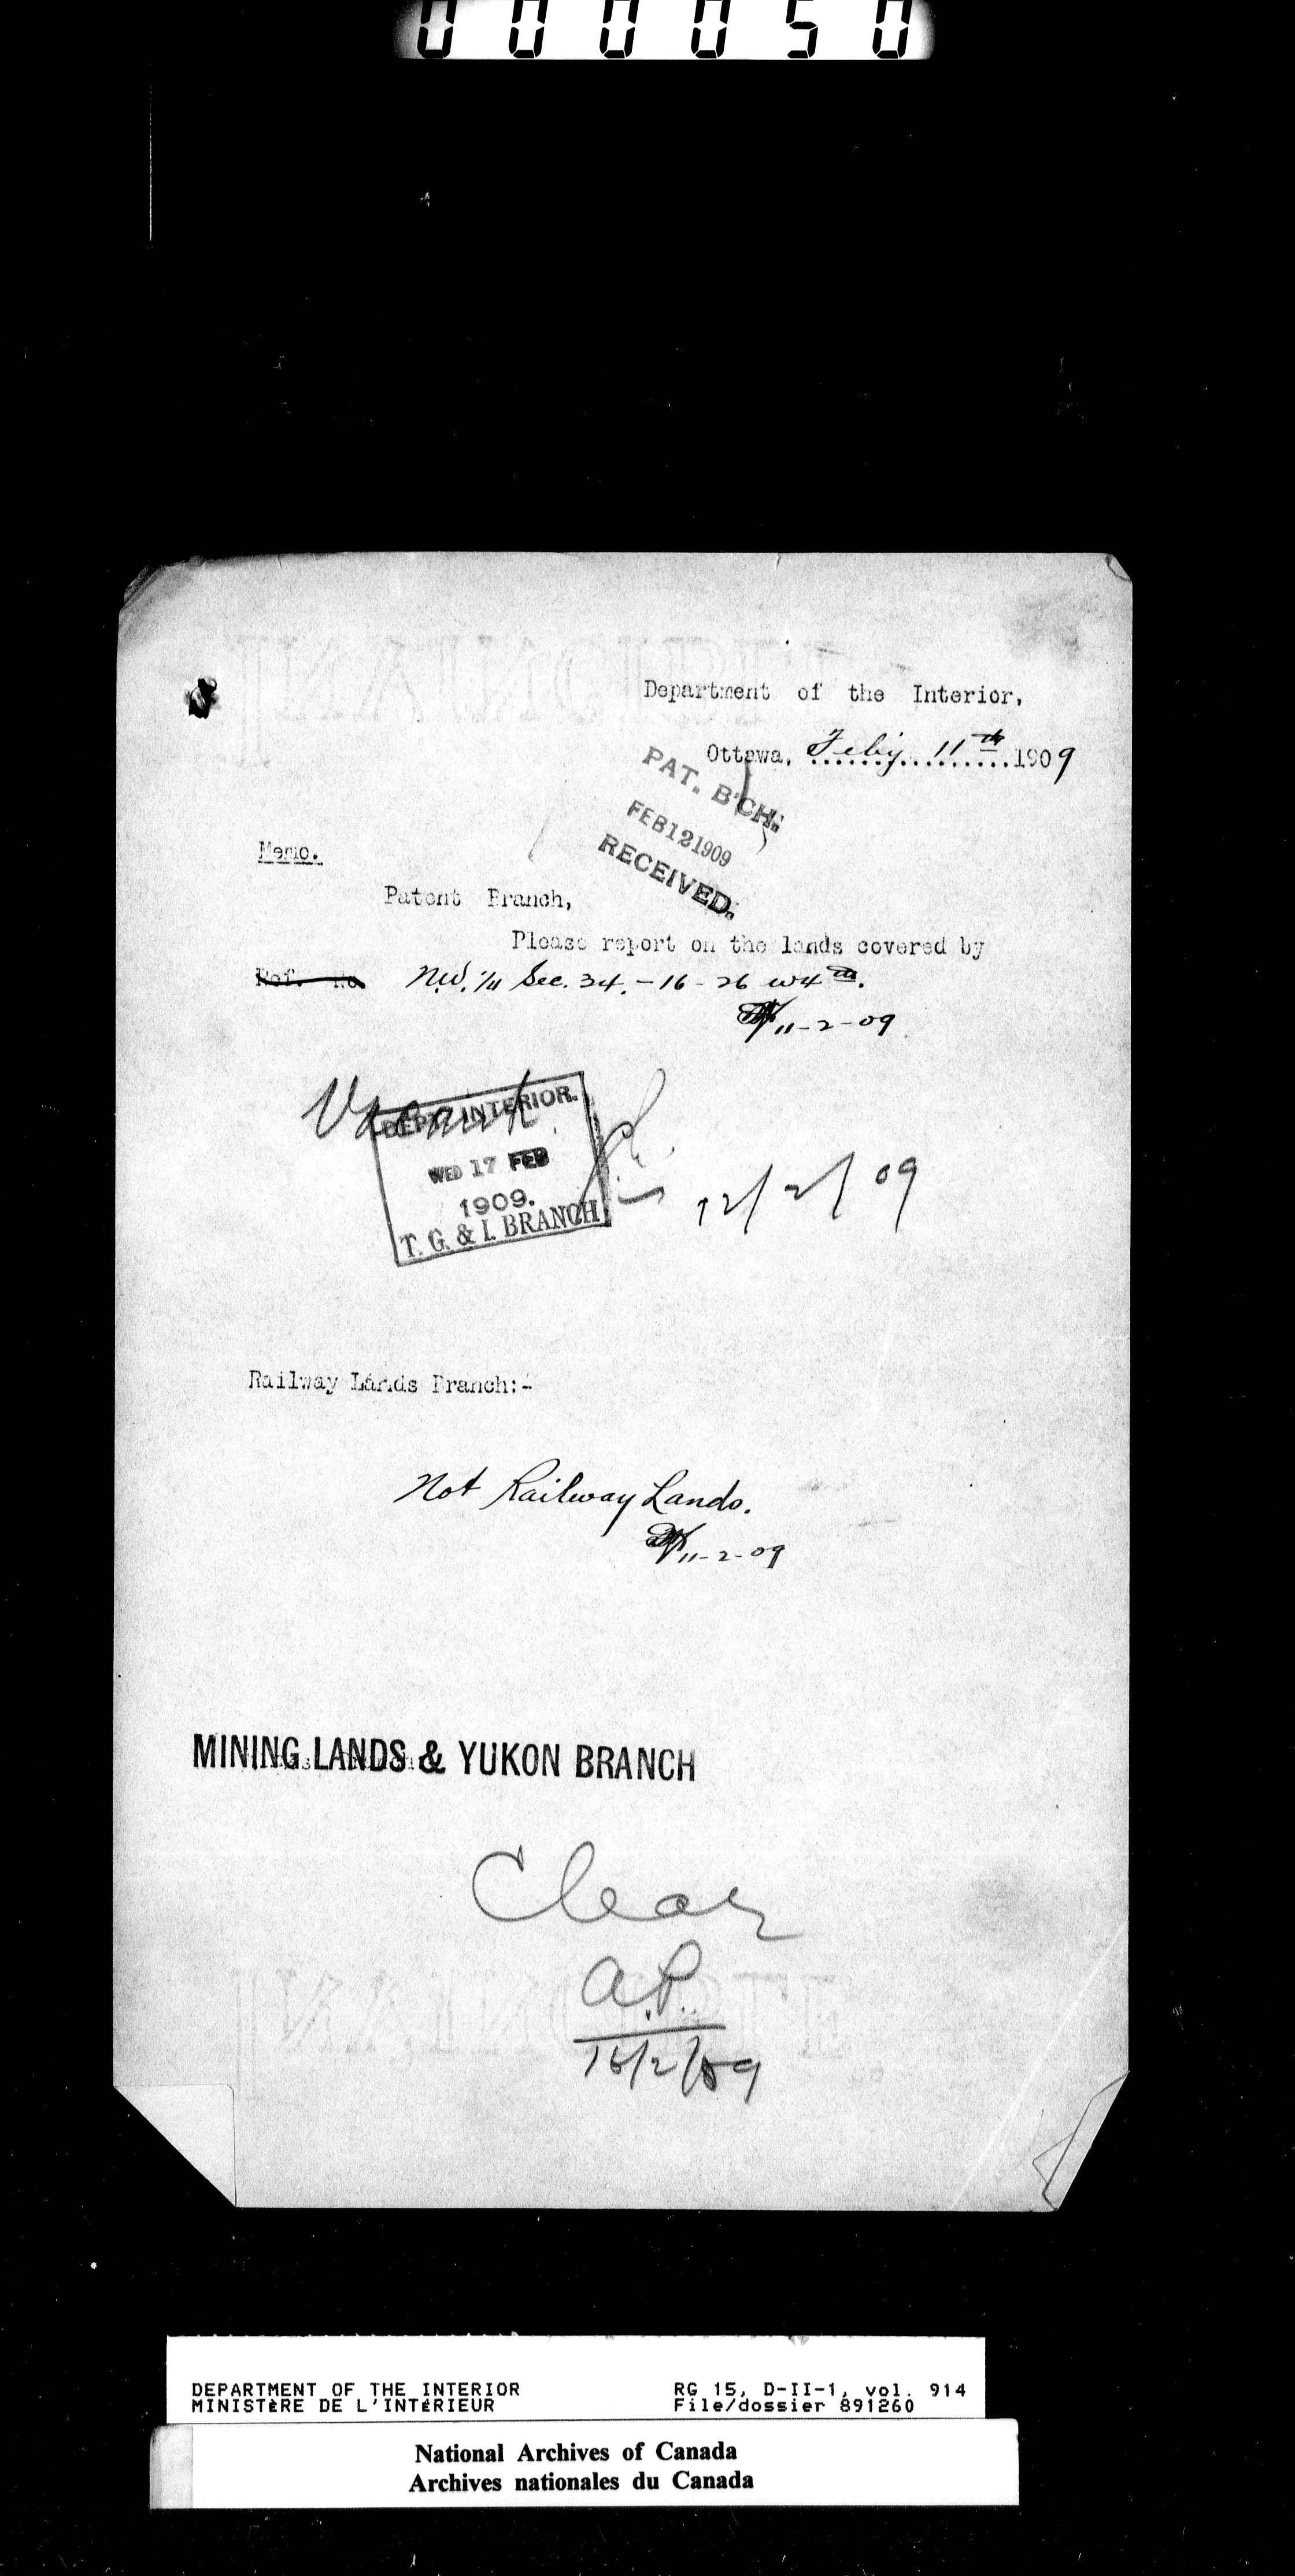 000050
Department of the Interior,
Ottawa, Feby 11th 1909
PAT. B'CH.
FEB 12 1909
RECEIVED.
Memo.
Patent Branch,
Please report on the lands covered by
Ref. No. N.W. 1/4 Sec. 34. - 16 - 26 W4th.
11-2-09
Vacant.
DEPT. INTERIOR.
WED 17 FEB
1909.
T. G. & I. BRANCH
12/2/09
Railway Lands Branch:-
Not Railway Lands.
11-2-09
MINING LANDS & YUKON BRANCH
Clear
A.P.
16/2/09
DEPARTMENT OF THE INTERIOR
MINISTÈRE DE L'INTÉRIEUR
RG 15, D-II-1, vol. 914
File/dossier 891260
National Archives of Canada
Archives nationales du Canada